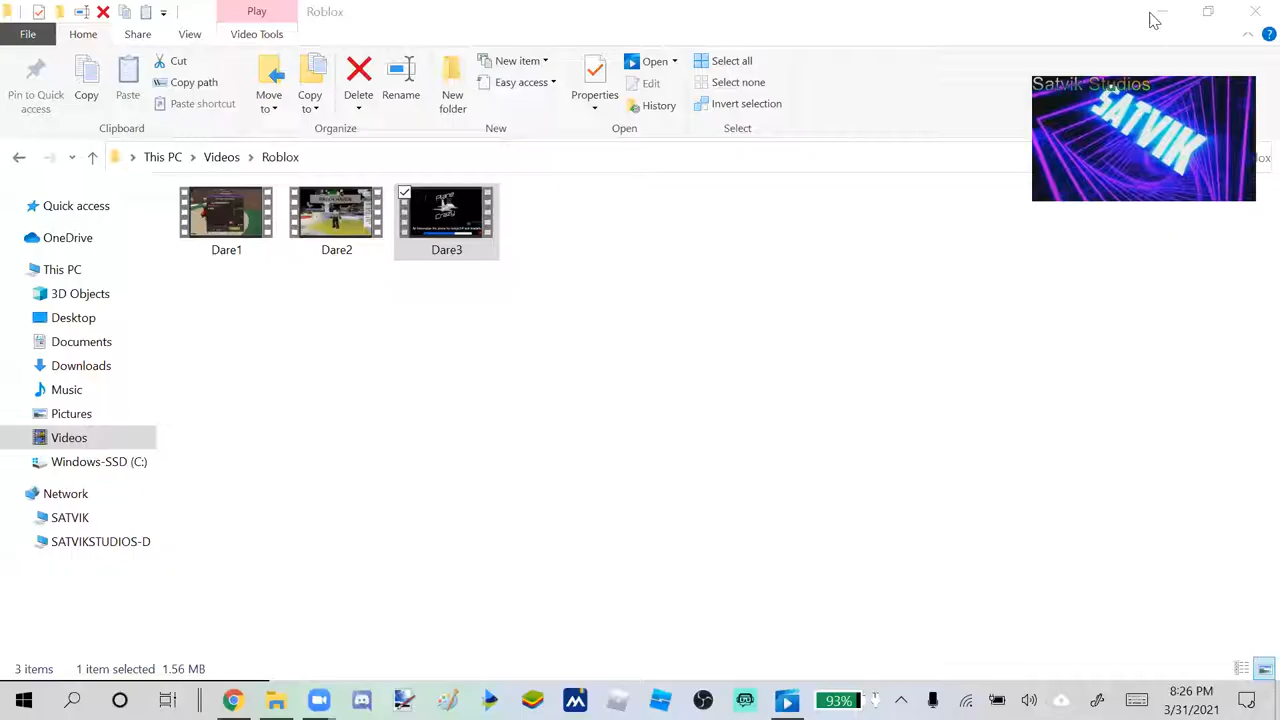 Play
Roblox
File
Home
Share
View
Video Tools
Pin to Quick access
Copy
Paste
Cut
Copy path
Paste shortcut
Clipboard
Move to
Copy to
Delete
Organize
New folder
New item
Easy access
New
Properties
Open
Edit
History
Open
Select all
Select none
Invert selection
Select
Satvik Studios
SATVIK
This PC
Videos
Roblox
Quick access
OneDrive
This PC
3D Objects
Desktop
Documents
Downloads
Music
Pictures
Videos
Windows-SSD (C:)
Network
SATVIK
SATVIKSTUDIOS-D
Dare1
Dare2
Plane
Crazy
Dare3
3 items
1 item selected 1.56 MB
93%
8:26 PM
3/31/2021